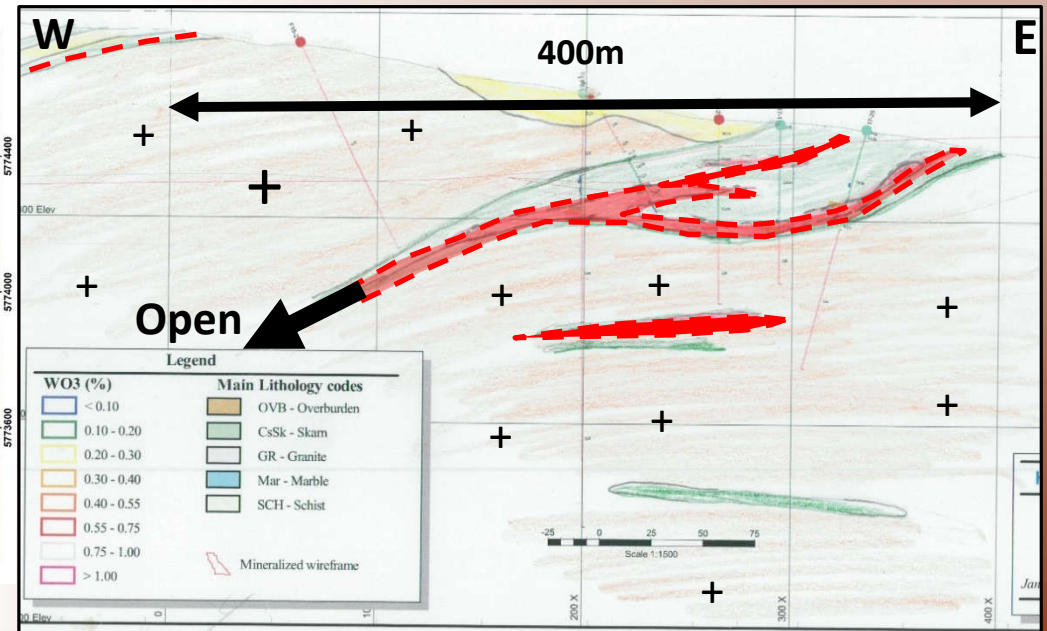 W
E
400m
5774400
00 Elev
5774000
Open
Legend
WO3 (%)
Main Lithology codes
< 0.10
OVB - Overburden
0.10 - 0.20
CsSk - Skarn
0.20 - 0.30
GR - Granite
0.30 - 0.40
Mar - Marble
0.40 - 0.55
SCH - Schist
0.55 - 0.75
0.75 - 1.00
Mineralized wireframe
> 1.00
5773600
-25 0 25 50 75
Scale 1:1500
Jan
00 Elev
0
10
200 X
300 X
400 X